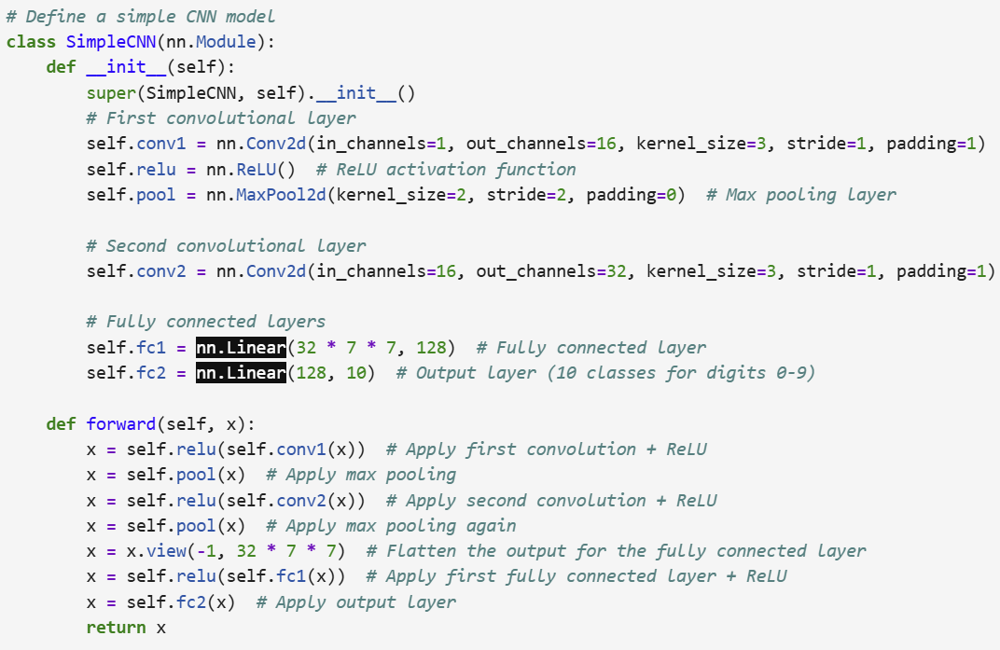 # Define a simple CNN model
class SimpleCNN(nn.Module):
    def __init__(self):
        super(SimpleCNN, self).__init__()
        # First convolutional layer
        self.conv1 = nn.Conv2d(in_channels=1, out_channels=16, kernel_size=3, stride=1, padding=1)
        self.relu = nn.ReLU()  # ReLU activation function
        self.pool = nn.MaxPool2d(kernel_size=2, stride=2, padding=0)  # Max pooling layer

        # Second convolutional layer
        self.conv2 = nn.Conv2d(in_channels=16, out_channels=32, kernel_size=3, stride=1, padding=1)

        # Fully connected layers
        self.fc1 = nn.Linear(32 * 7 * 7, 128)  # Fully connected layer
        self.fc2 = nn.Linear(128, 10)  # Output layer (10 classes for digits 0-9)

    def forward(self, x):
        x = self.relu(self.conv1(x))  # Apply first convolution + ReLU
        x = self.pool(x)  # Apply max pooling
        x = self.relu(self.conv2(x))  # Apply second convolution + ReLU
        x = self.pool(x)  # Apply max pooling again
        x = x.view(-1, 32 * 7 * 7)  # Flatten the output for the fully connected layer
        x = self.relu(self.fc1(x))  # Apply first fully connected layer + ReLU
        x = self.fc2(x)  # Apply output layer
        return x